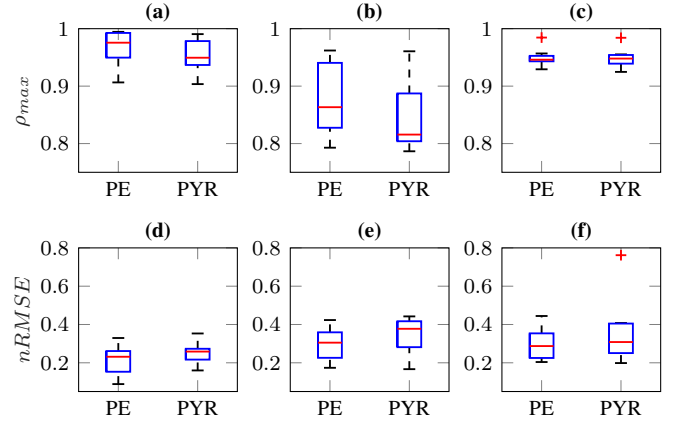 (a) (b) (c)
1 1 1
0.9 0.9 0.9
0.8 0.8 0.8
ρmax
PE PYR PE PYR PE PYR
(d) (e) (f)
0.8 0.8 0.8
0.6 0.6 0.6
0.4 0.4 0.4
0.2 0.2 0.2
nRMSE
PE PYR PE PYR PE PYR